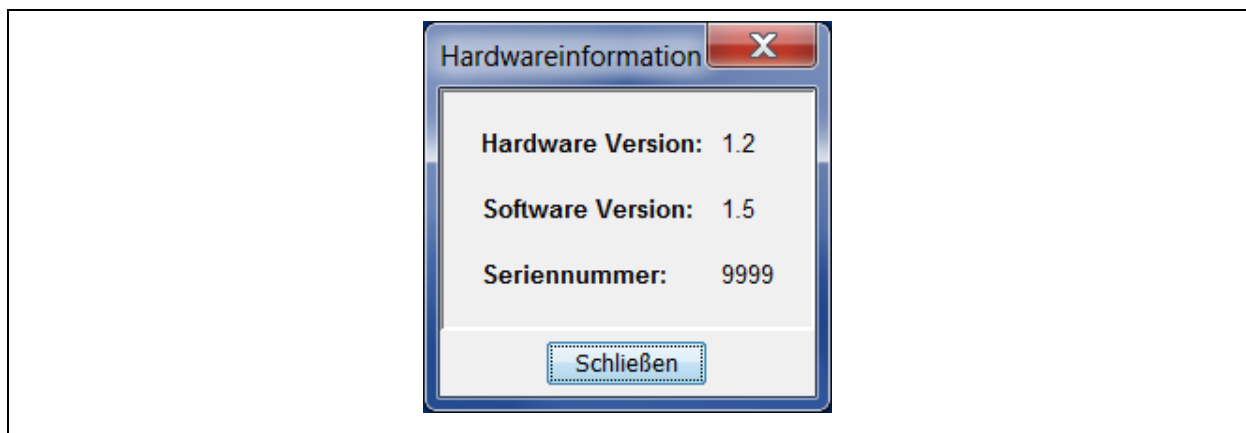 Hardwareinformation
Hardware Version: 1.2
Software Version: 1.5
Seriennummer: 9999
Schließen